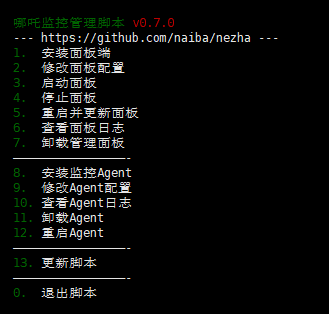 哪吒监控管理脚本 v0.7.0
--- https://github.com/naiba/nezha ---
1. 安装面板端
2. 修改面板配置
3. 启动面板
4. 停止面板
5. 重启并更新面板
6. 查看面板日志
7. 卸载管理面板
————————————————-
8. 安装监控Agent
9. 修改Agent配置
10. 查看Agent日志
11. 卸载Agent
12. 重启Agent
————————————————-
13. 更新脚本
————————————————-
0. 退出脚本